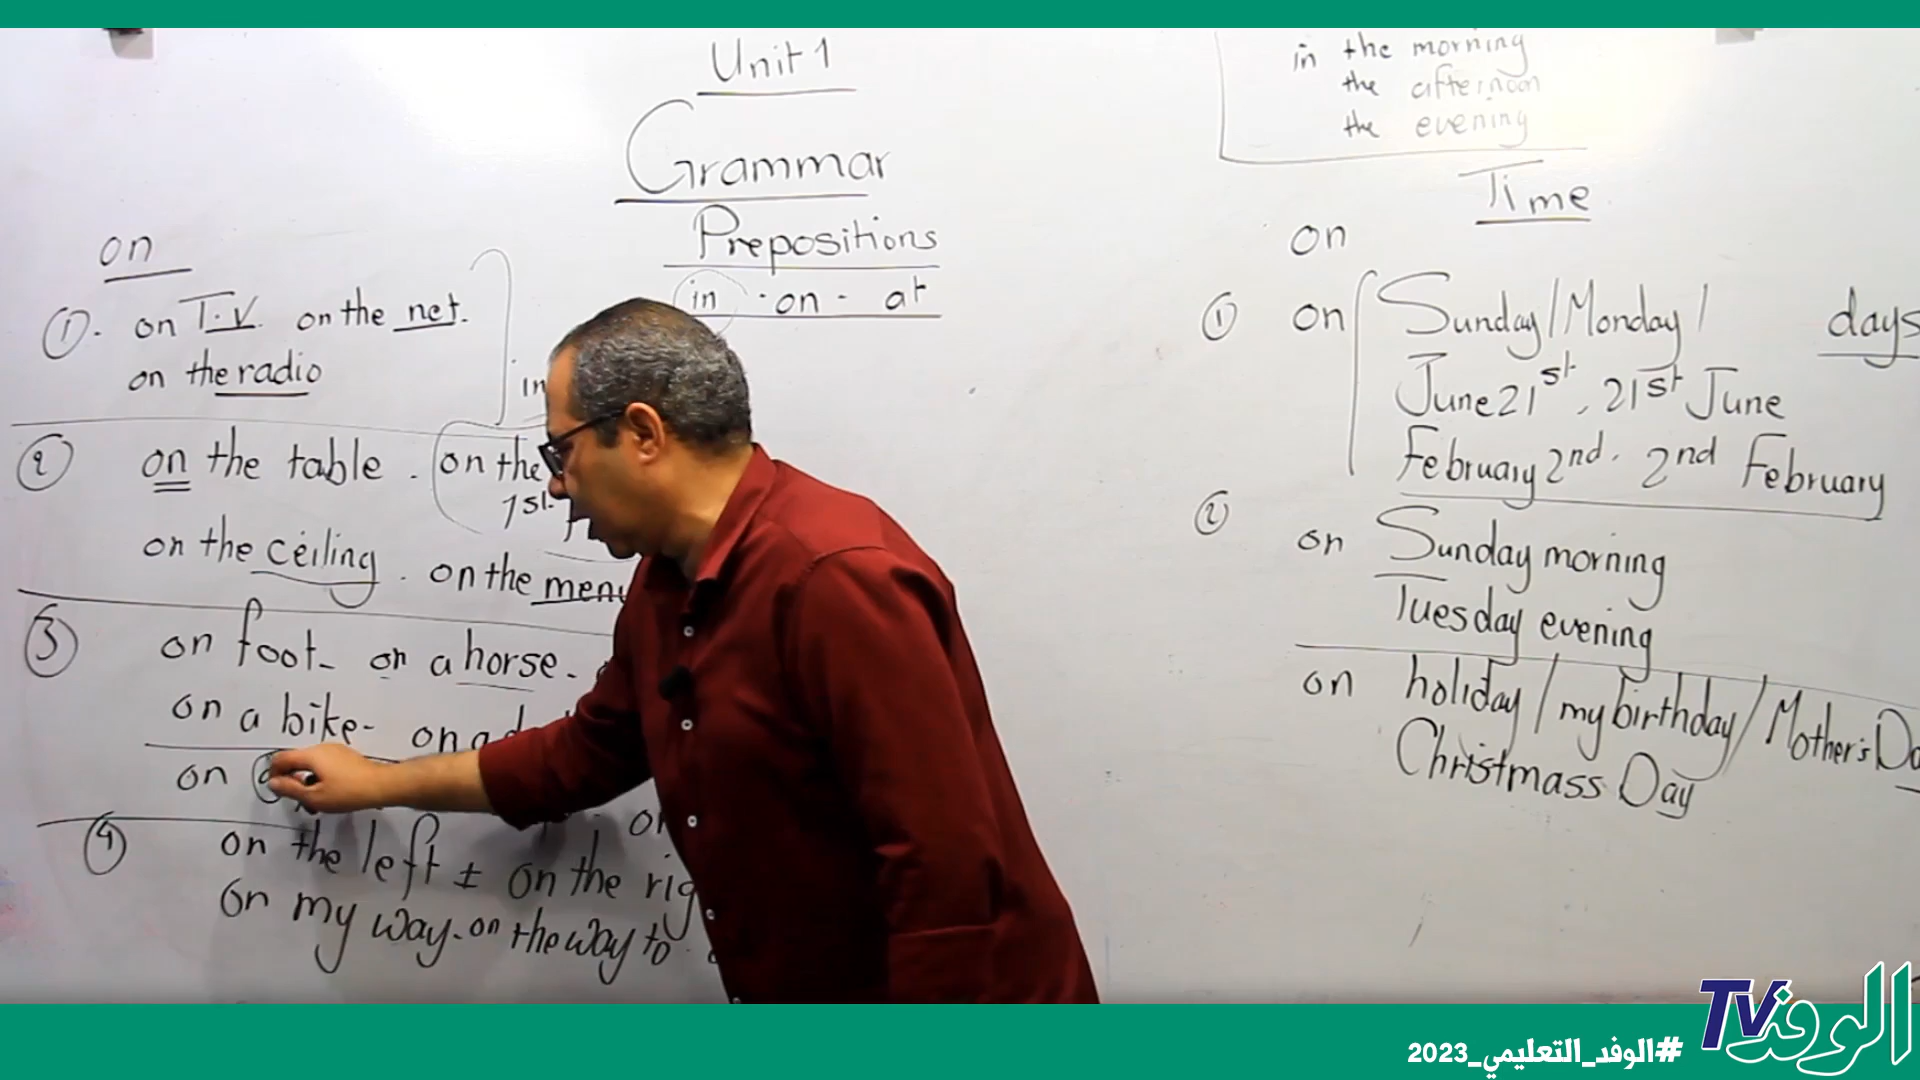 Unit 1
Grammar
Prepositions
in · on · at
on
① · on T.V. on the net.
on the radio
in
② on the table . on the
1st
on the ceiling . on the menu
③ on foot - on a horse -
on a bike - on a
on a
④ on the left ± on the rig
on my way - on the way to .
in the morning
the afternoon
the evening
Time
on
① on Sunday / Monday / days
June 21st . 21st June
February 2nd . 2nd February
② on Sunday morning
Tuesday evening
on holiday / my birthday / Mother's Da
Christmass Day
TV الوفد
#الوفد_التعليمي_2023